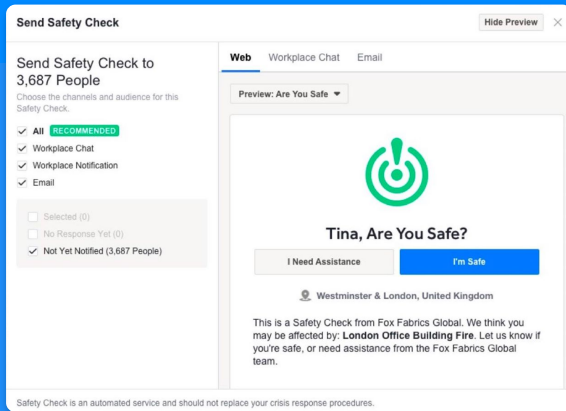 Send Safety Check
Hide Preview
Send Safety Check to
3,687 People
Choose the channels and audience for this
Safety Check.
All RECOMMENDED
Workplace Chat
Workplace Notification
Email
Selected (0)
No Response Yet (0)
Not Yet Notified (3,687 People)
Web Workplace Chat Email
Preview: Are You Safe
Tina, Are You Safe?
I Need Assistance I'm Safe
Westminster & London, United Kingdom
This is a Safety Check from Fox Fabrics Global. We think you
may be affected by: London Office Building Fire. Let us know if
you're safe, or need assistance from the Fox Fabrics Global
team.
Safety Check is an automated service and should not replace your crisis response procedures.